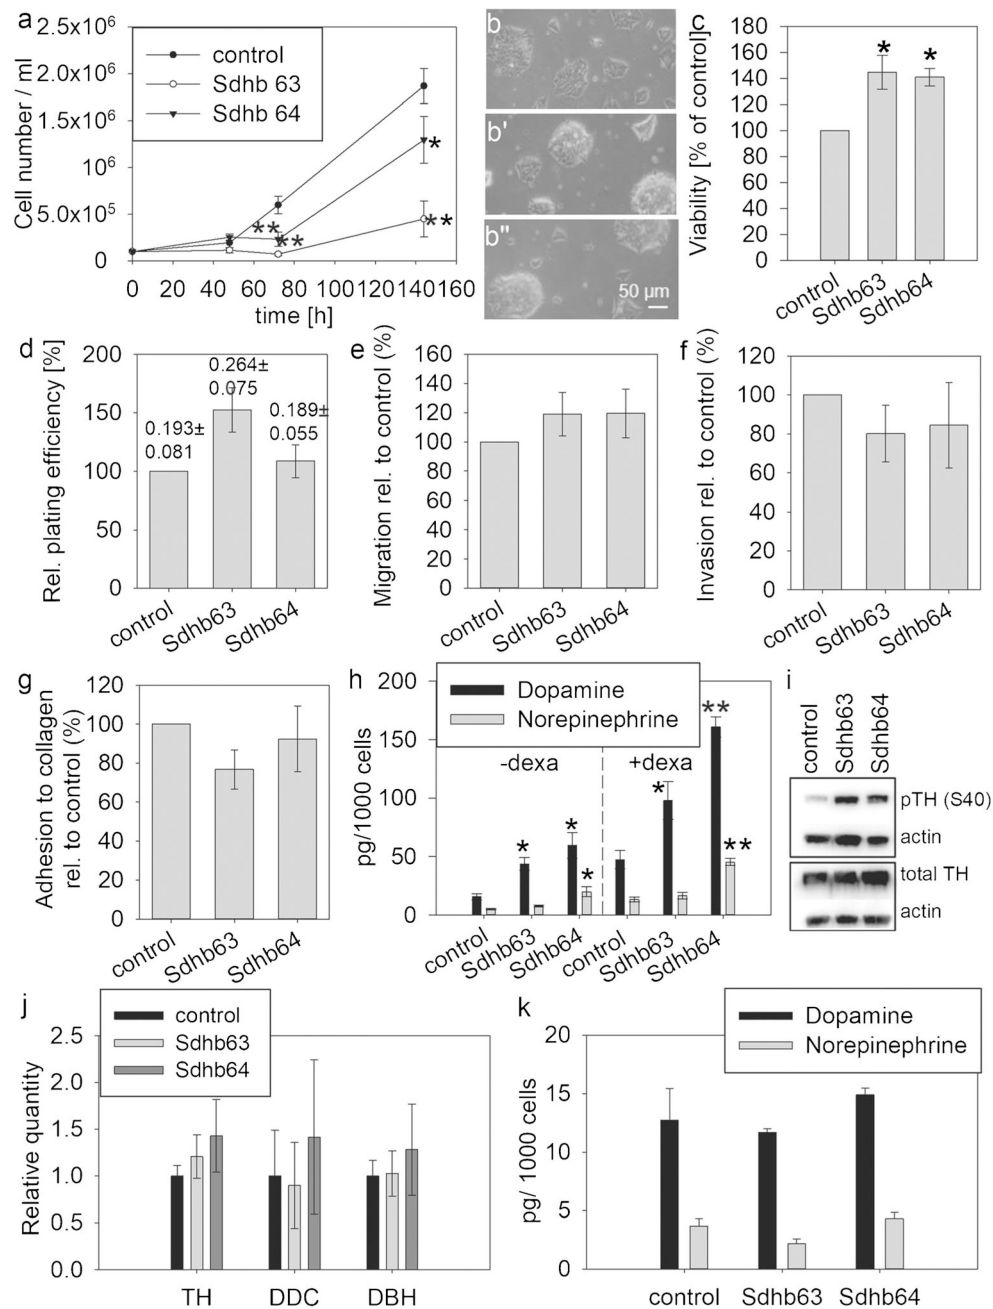 a
2.5x10⁶
2.0x10⁶
1.5x10⁶
10⁶
5.0x10⁵
0
Cell number / ml
control
Sdhb 63
Sdhb 64
**
**
*
**
0 20 40 60 80 100 120 140 160
time [h]
b
b'
b"
50 µm
c
180
160
140
120
100
80
60
40
20
0
Viability [% of control]
* *
control Sdhb63 Sdhb64
d
200
150
100
50
0
Rel. plating efficiency [%]
0.193±
0.081
0.264±
0.075
0.189±
0.055
control Sdhb63 Sdhb64
e
160
140
120
100
80
60
40
20
0
Migration rel. to control (%)
control Sdhb63 Sdhb64
f
120
100
80
60
40
20
0
Invasion rel. to control (%)
control Sdhb63 Sdhb64
g
120
100
80
60
40
20
0
Adhesion to collagen
rel. to control (%)
control Sdhb63 Sdhb64
h
200
150
100
50
0
pg/1000 cells
Dopamine
Norepinephrine
-dexa +dexa
* * * * ** **
control Sdhb63 Sdhb64 control Sdhb63 Sdhb64
i
control Sdhb63 Sdhb64
pTH (S40)
actin
total TH
actin
j
2.5
2.0
1.5
1.0
0.5
0.0
Relative quantity
control
Sdhb63
Sdhb64
TH DDC DBH
k
20
15
10
5
0
pg/ 1000 cells
Dopamine
Norepinephrine
control Sdhb63 Sdhb64